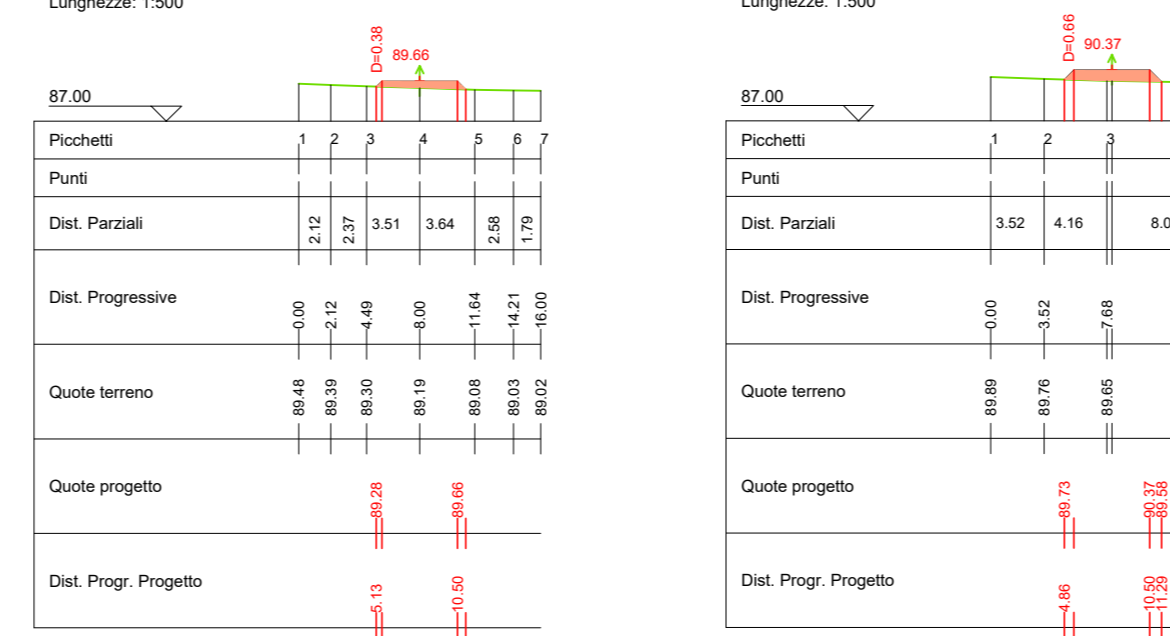 Lunghezze: 1:500
D=0.38
89.66
87.00
Picchetti 1 2 3 4 5 6 7
Punti
Dist. Parziali 2.12 2.37 3.51 3.64 2.58 1.79
Dist. Progressive 0.00 2.12 4.49 8.00 11.64 14.21 16.00
Quote terreno 89.48 89.39 89.30 89.19 89.08 89.03 89.02
Quote progetto 89.28 89.66
Dist. Progr. Progetto 5.13 10.50
Lunghezze: 1:500
D=0.66
90.37
87.00
Picchetti 1 2 3
Punti
Dist. Parziali 3.52 4.16 8.0
Dist. Progressive 0.00 3.52 7.68
Quote terreno 89.89 89.76 89.65
Quote progetto 89.73 90.37 89.58
Dist. Progr. Progetto 4.86 10.50 11.29